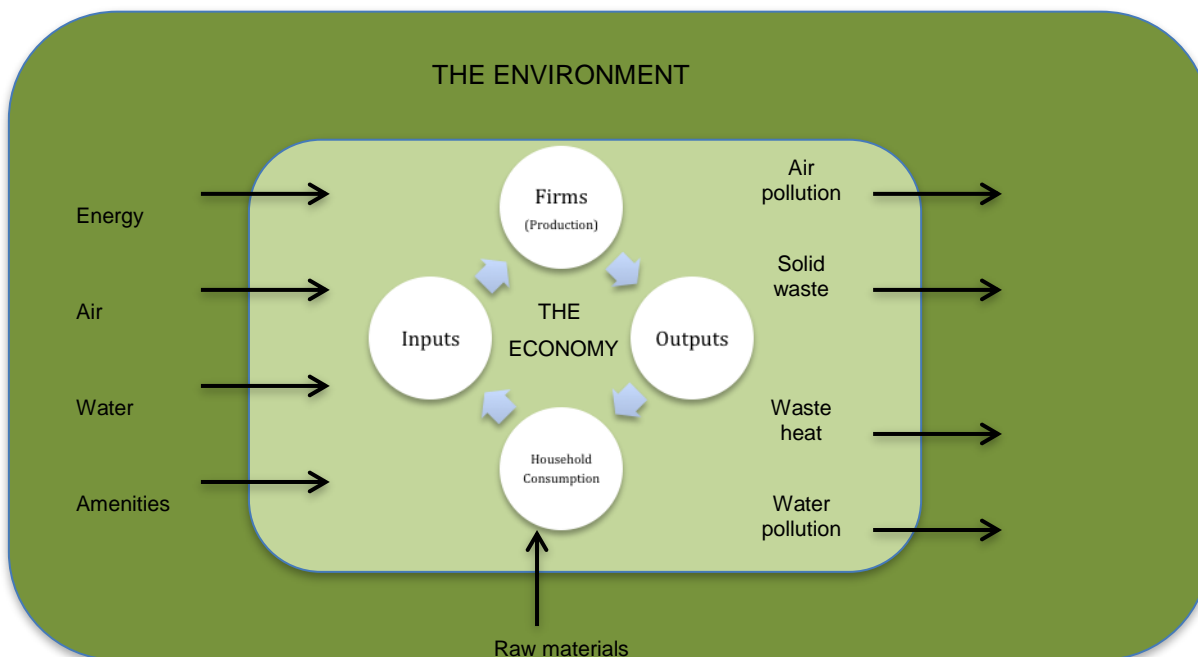 THE ENVIRONMENT
Energy
Air
Water
Amenities
Firms
(Production)
Inputs
THE
ECONOMY
Outputs
Household
Consumption
Air
pollution
Solid
waste
Waste
heat
Water
pollution
Raw materials